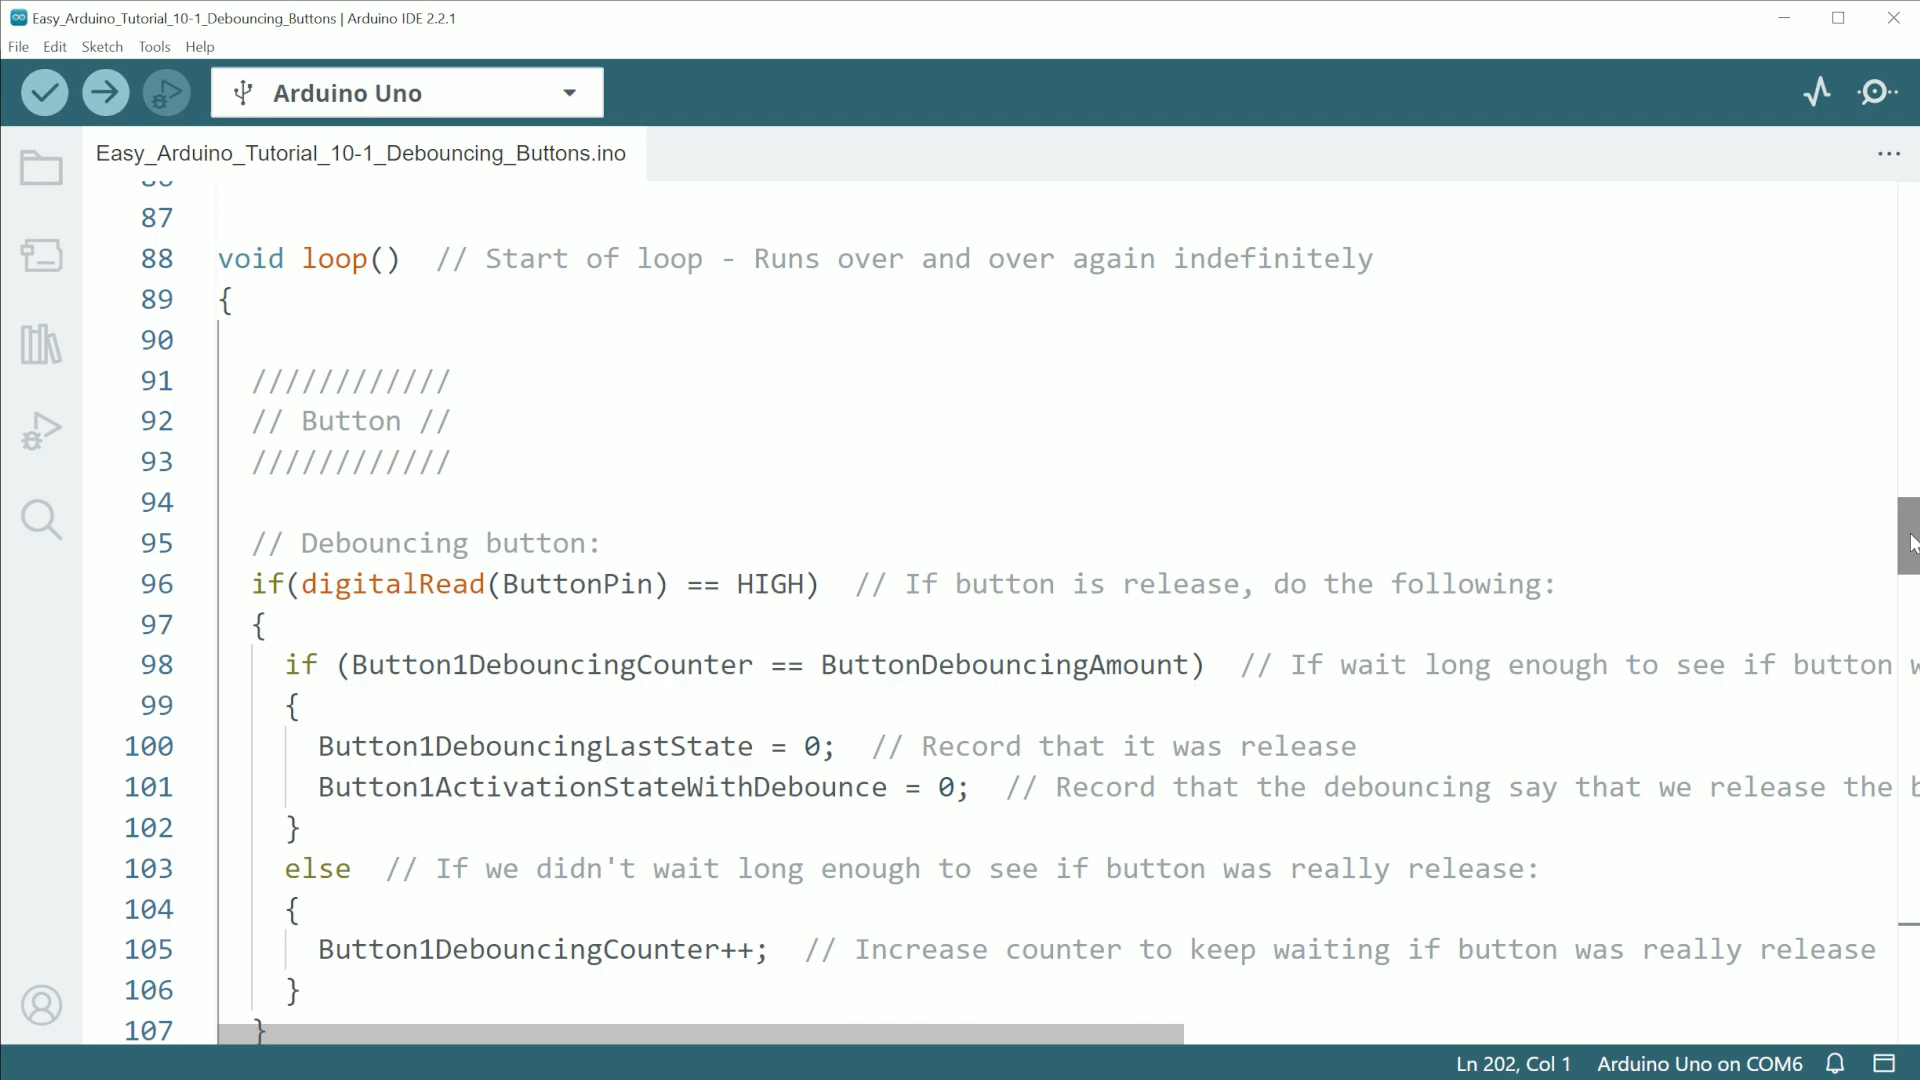 Easy_Arduino_Tutorial_10-1_Debouncing_Buttons | Arduino IDE 2.2.1
File Edit Sketch Tools Help
Arduino Uno
Easy_Arduino_Tutorial_10-1_Debouncing_Buttons.ino
86
87
88 void loop() // Start of loop - Runs over and over again indefinitely
89 {
90
91 ////////////
92 // Button //
93 ////////////
94
95 // Debouncing button:
96 if(digitalRead(ButtonPin) == HIGH) // If button is release, do the following:
97 {
98 if (Button1DebouncingCounter == ButtonDebouncingAmount) // If wait long enough to see if button w
99 {
100 Button1DebouncingLastState = 0; // Record that it was release
101 Button1ActivationStateWithDebounce = 0; // Record that the debouncing say that we release the b
102 }
103 else // If we didn't wait long enough to see if button was really release:
104 {
105 Button1DebouncingCounter++; // Increase counter to keep waiting if button was really release
106 }
107 }
Ln 202, Col 1 Arduino Uno on COM6